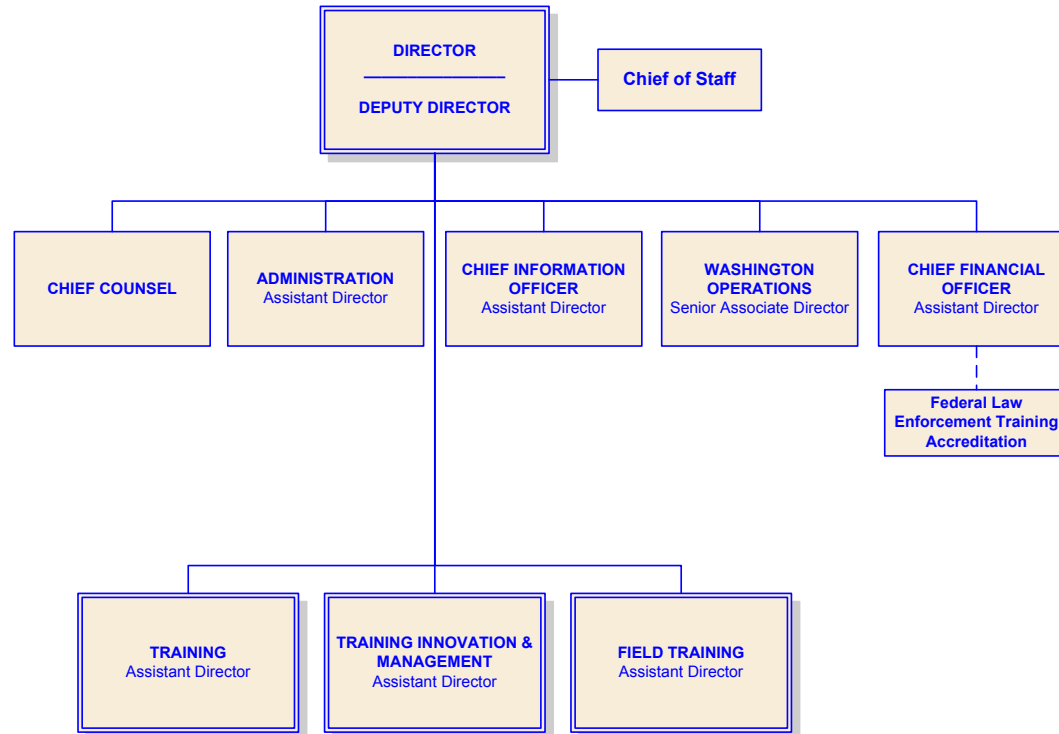 DIRECTOR
DEPUTY DIRECTOR
Chief of Staff
CHIEF COUNSEL
ADMINISTRATION
Assistant Director
CHIEF INFORMATION
OFFICER
Assistant Director
WASHINGTON
OPERATIONS
Senior Associate Director
CHIEF FINANCIAL
OFFICER
Assistant Director
Federal Law
Enforcement Training
Accreditation
TRAINING
Assistant Director
TRAINING INNOVATION &
MANAGEMENT
Assistant Director
FIELD TRAINING
Assistant Director